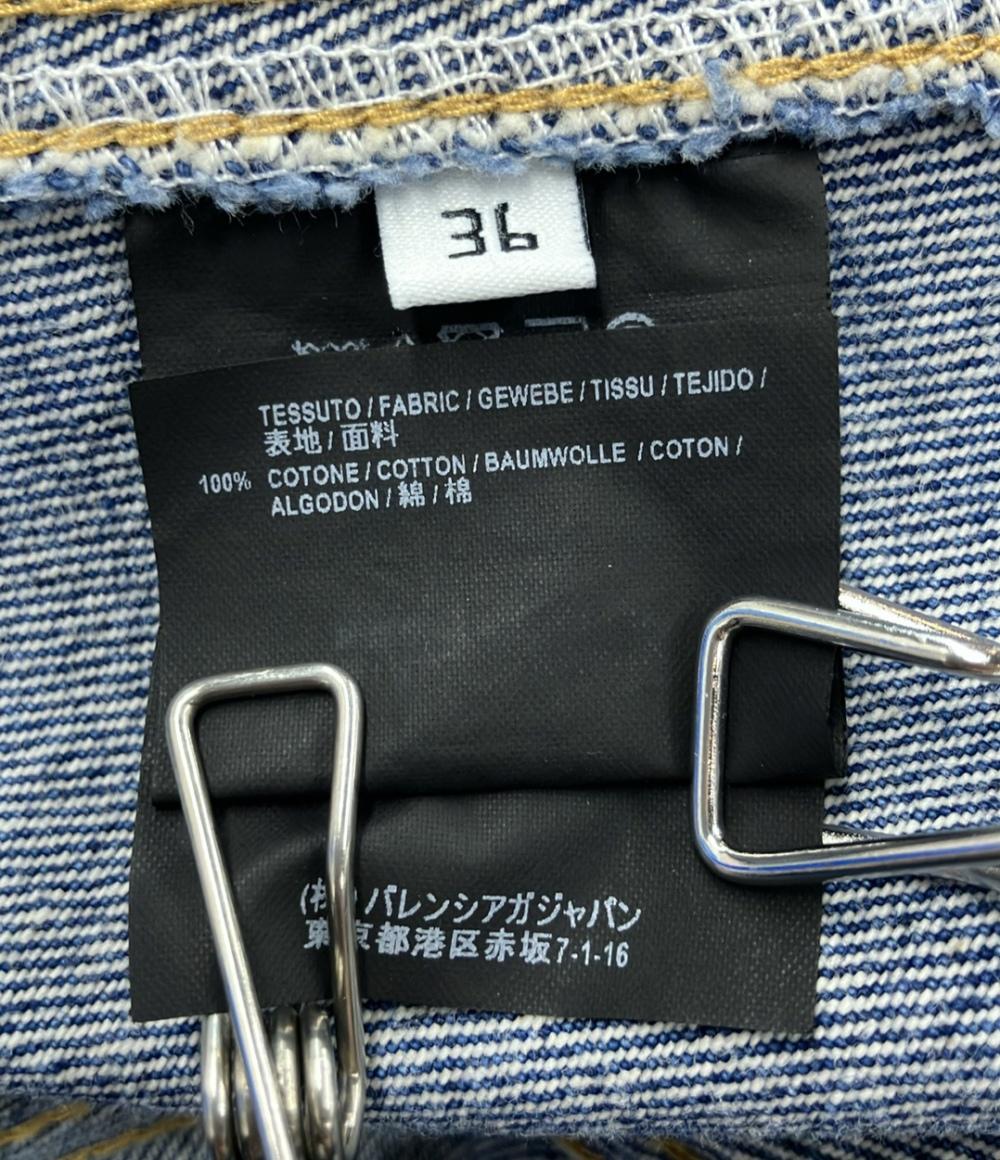 36
TESSUTO / FABRIC / GEWEBE / TISSU / TEJIDO /
表地 / 面料
100% COTONE / COTTON / BAUMWOLLE / COTON /
ALGODON / 綿 / 棉
(株)バレンシアガジャパン
東京都港区赤坂7-1-16